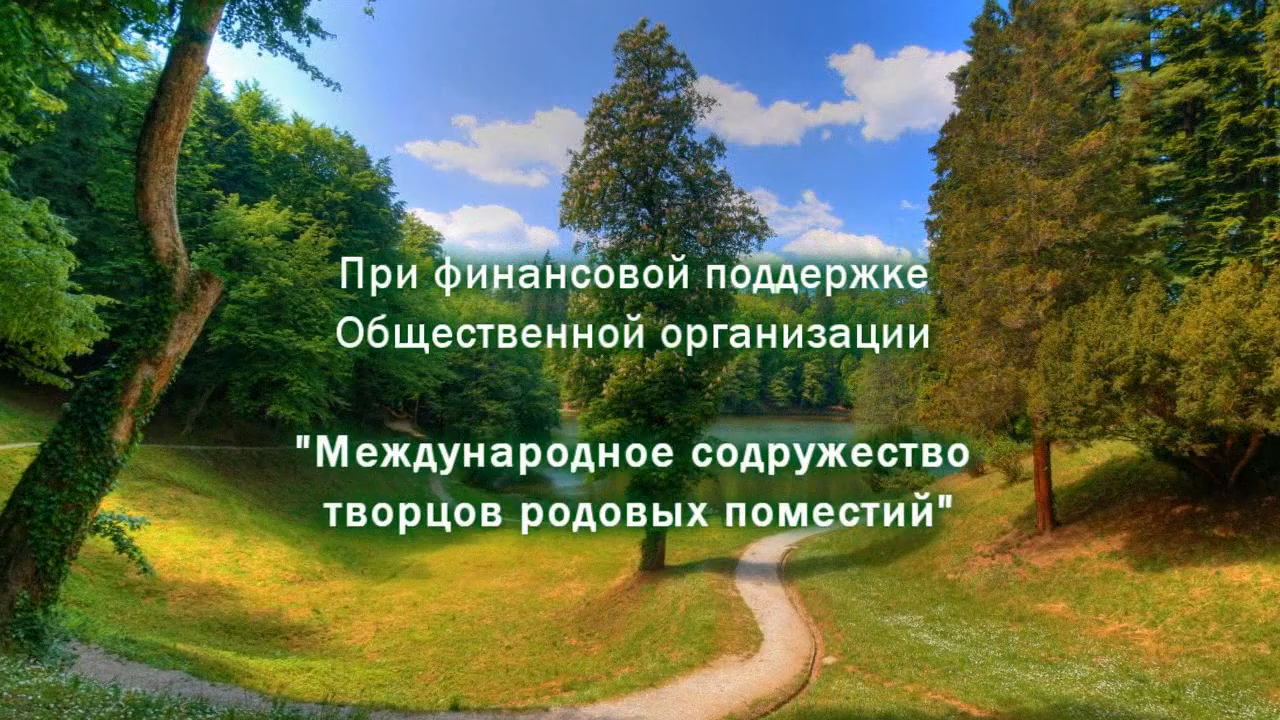 При финансовой поддержке
Общественной организации
"Международное содружество
творцов родовых поместий"